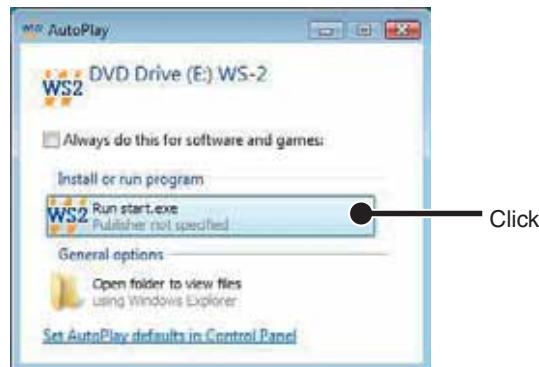 AutoPlay
DVD Drive (E:) WS-2
WS2
Always do this for software and games:
Install or run program
WS2 Run start.exe
Publisher not specified
Click
General options
Open folder to view files
using Windows Explorer
Set AutoPlay defaults in Control Panel